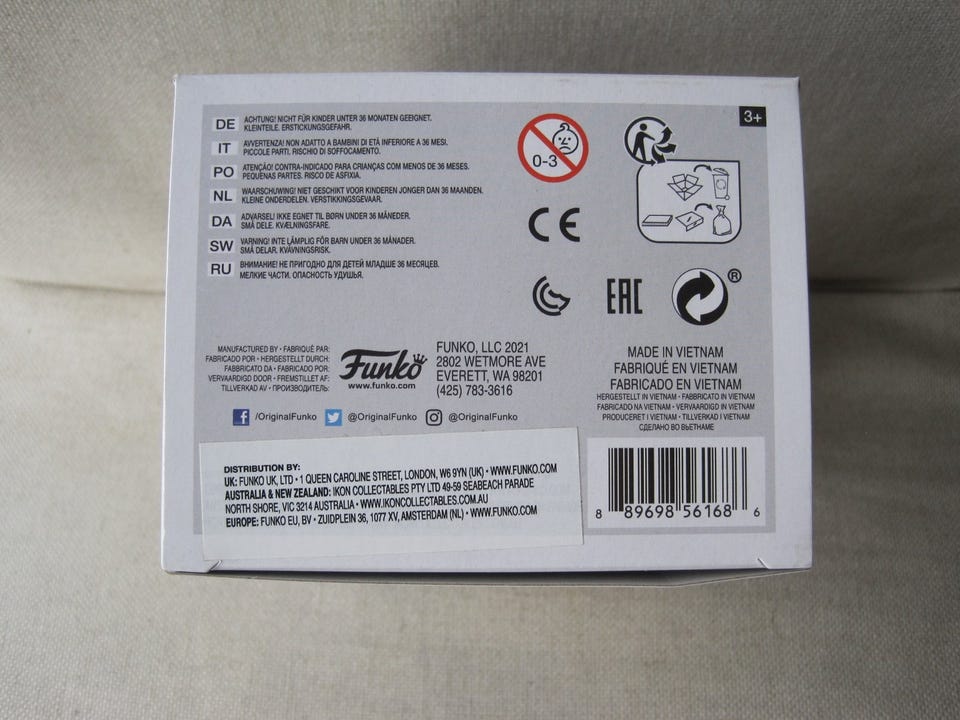 3+
DE ACHTUNG! NICHT FÜR KINDER UNTER 36 MONATEN GEEIGNET.
KLEINTEILE. ERSTICKUNGSGEFAHR.
IT AVVERTENZA! NON ADATTO A BAMBINI DI ETÀ INFERIORE A 36 MESI.
PICCOLE PARTI. RISCHIO DI SOFFOCAMENTO.
PO ATENÇÃO! CONTRA-INDICADO PARA CRIANÇAS COM MENOS DE 36 MESES.
PEQUENAS PARTES. RISCO DE ASFIXIA.
NL WAARSCHUWING! NIET GESCHIKT VOOR KINDEREN JONGER DAN 36 MAANDEN.
KLEINE ONDERDELEN. VERSTIKKINGSGEVAAR.
DA ADVARSEL! IKKE EGNET TIL BØRN UNDER 36 MÅNEDER.
SMÅ DELE. KVÆLNINGSFARE.
SW VARNING! INTE LÄMPLIG FÖR BARN UNDER 36 MÅNADER.
SMÅ DELAR. KVÄVNINGSRISK.
RU ВНИМАНИЕ! НЕ ПРИГОДНО ДЛЯ ДЕТЕЙ МЛАДШЕ 36 МЕСЯЦЕВ.
МЕЛКИЕ ЧАСТИ. ОПАСНОСТЬ УДУШЬЯ.
0-3
CE
EAC
®
MANUFACTURED BY • FABRIQUÉ PAR:
FABRICADO POR • HERGESTELLT DURCH:
FABBRICATO DA • FABRICADO POR:
VERVAARDIGD DOOR • FREMSTILLET AF:
TILLVERKAD AV • ПРОИЗВОДИТЕЛЬ:
Funko
www.funko.com
FUNKO, LLC 2021
2802 WETMORE AVE
EVERETT, WA 98201
(425) 783-3616
/OriginalFunko @OriginalFunko @OriginalFunko
MADE IN VIETNAM
FABRIQUÉ EN VIETNAM
FABRICADO EN VIETNAM
HERGESTELLT IN VIETNAM • FABBRICATO IN VIETNAM
FABRICADO NA VIETNAM • VERVAARDIGD IN VIETNAM
PRODUCERET I VIETNAM • TILLVERKAD I VIETNAM
СДЕЛАНО ВО ВЬЕТНАМЕ
DISTRIBUTION BY:
UK: FUNKO UK, LTD • 1 QUEEN CAROLINE STREET, LONDON, W6 9YN (UK) • WWW.FUNKO.COM
AUSTRALIA & NEW ZEALAND: IKON COLLECTABLES PTY LTD 49-59 SEABEACH PARADE
NORTH SHORE, VIC 3214 AUSTRALIA • WWW.IKONCOLLECTABLES.COM.AU
EUROPE: FUNKO EU, BV • ZUIDPLEIN 36, 1077 XV, AMSTERDAM (NL) • WWW.FUNKO.COM
8 89698 56168 6